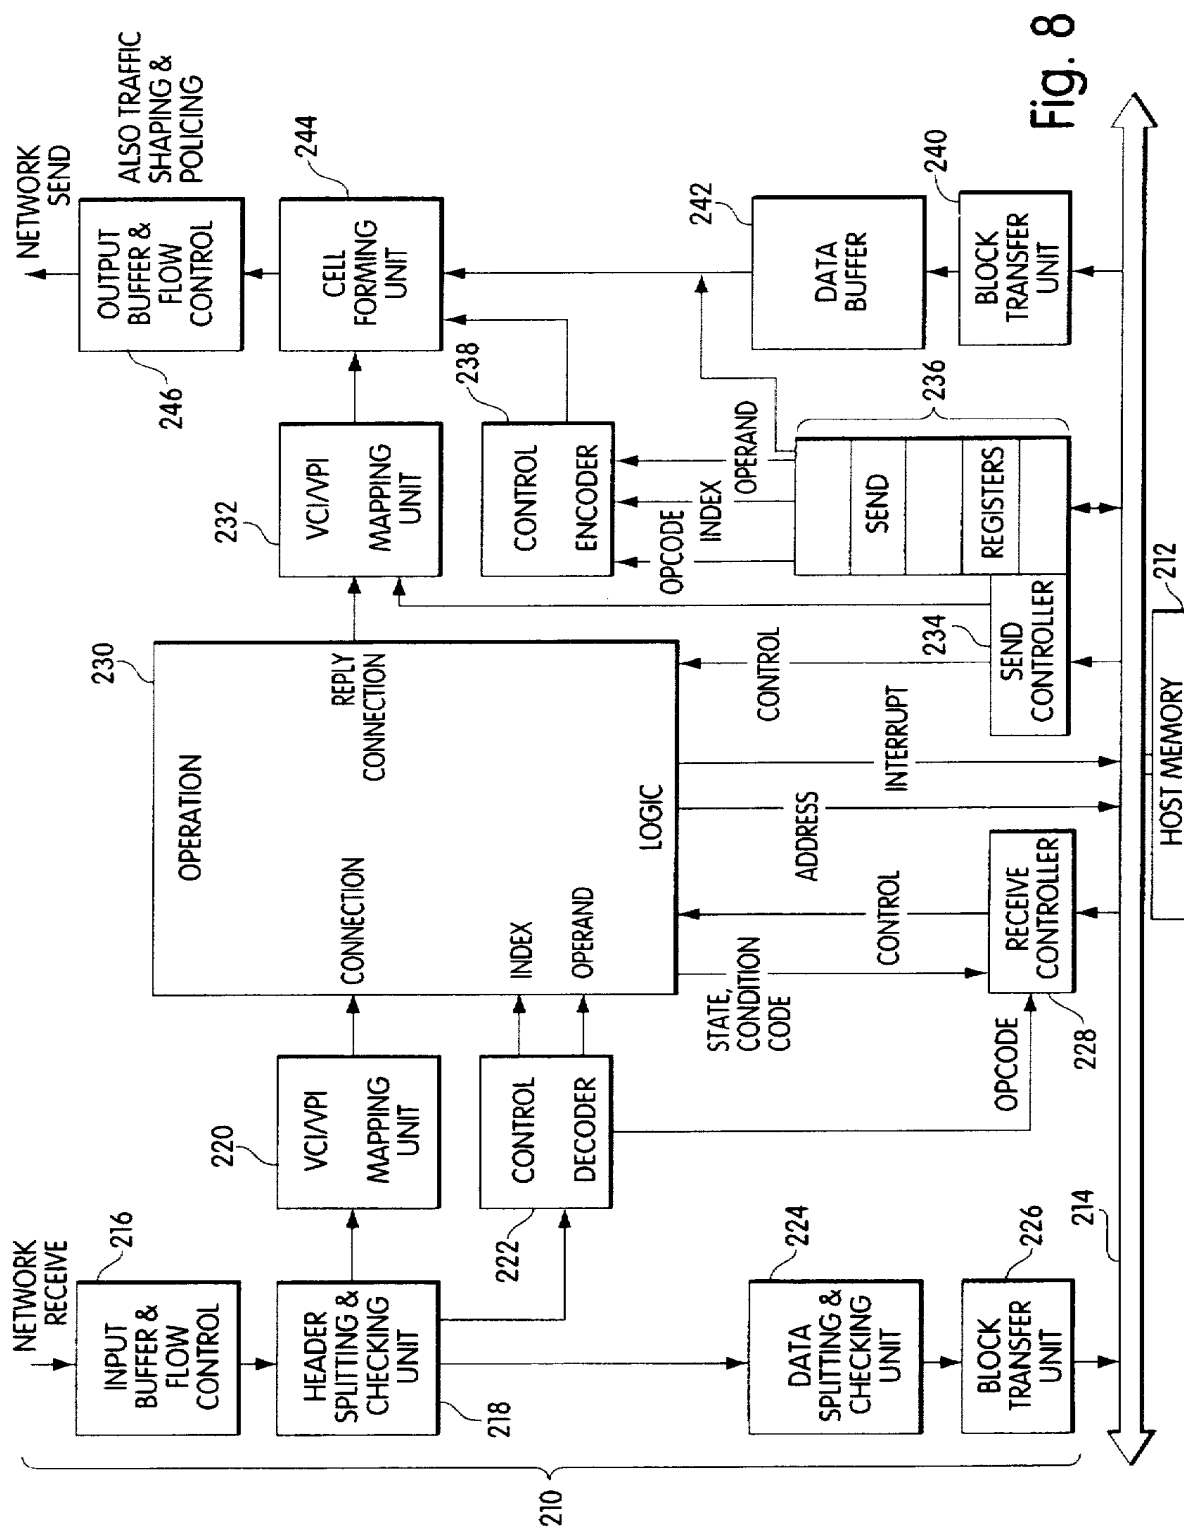 NETWORK
RECEIVE
216
INPUT
BUFFER &
FLOW
CONTROL
HEADER
SPLITTING &
CHECKING
UNIT
218
220
VCI/VPI
MAPPING
UNIT
CONTROL
DECODER
222
224
DATA
SPLITTING &
CHECKING
UNIT
226
BLOCK
TRANSFER
UNIT
210
214
OPCODE
228
RECEIVE
CONTROLLER
STATE,
CONDITION
CODE
CONTROL
ADDRESS
INTERRUPT
CONTROL
230
OPERATION
CONNECTION
REPLY
CONNECTION
INDEX
OPERAND
LOGIC
234
SEND
CONTROLLER
HOST MEMORY
212
232
VCI/VPI
MAPPING
UNIT
238
CONTROL
ENCODER
OPCODE
INDEX
OPERAND
SEND
REGISTERS
236
NETWORK
SEND
OUTPUT
BUFFER &
FLOW
CONTROL
246
ALSO TRAFFIC
SHAPING &
POLICING
244
CELL
FORMING
UNIT
242
DATA
BUFFER
240
BLOCK
TRANSFER
UNIT
Fig. 8